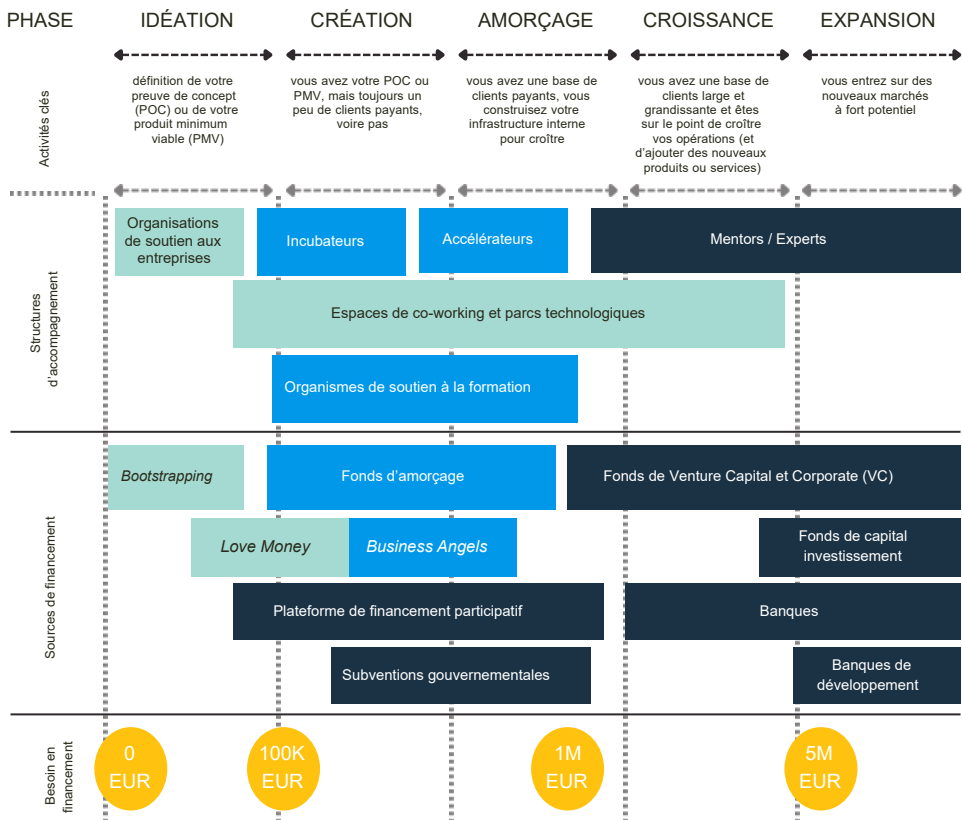 PHASE
IDÉATION
CRÉATION
AMORÇAGE
CROISSANCE
EXPANSION
Activités clés
définition de votre
preuve de concept
(POC) ou de votre
produit minimum
viable (PMV)
vous avez votre POC ou
PMV, mais toujours un
peu de clients payants,
voire pas
vous avez une base de
clients payants, vous
construisez votre
infrastructure interne
pour croître
vous avez une base de
clients large et
grandissante et êtes
sur le point de croître
vos opérations (et
d'ajouter des nouveaux
produits ou services)
vous entrez sur des
nouveaux marchés
à fort potentiel
Structures
d'accompagnement
Organisations
de soutien aux
entreprises
Incubateurs
Accélérateurs
Mentors / Experts
Espaces de co-working et parcs technologiques
Organismes de soutien à la formation
Sources de financement
Bootstrapping
Fonds d'amorçage
Fonds de Venture Capital et Corporate (VC)
Love Money
Business Angels
Fonds de capital
investissement
Plateforme de financement participatif
Banques
Subventions gouvernementales
Banques de
développement
Besoin en
financement
0
EUR
100K
EUR
1M
EUR
5M
EUR